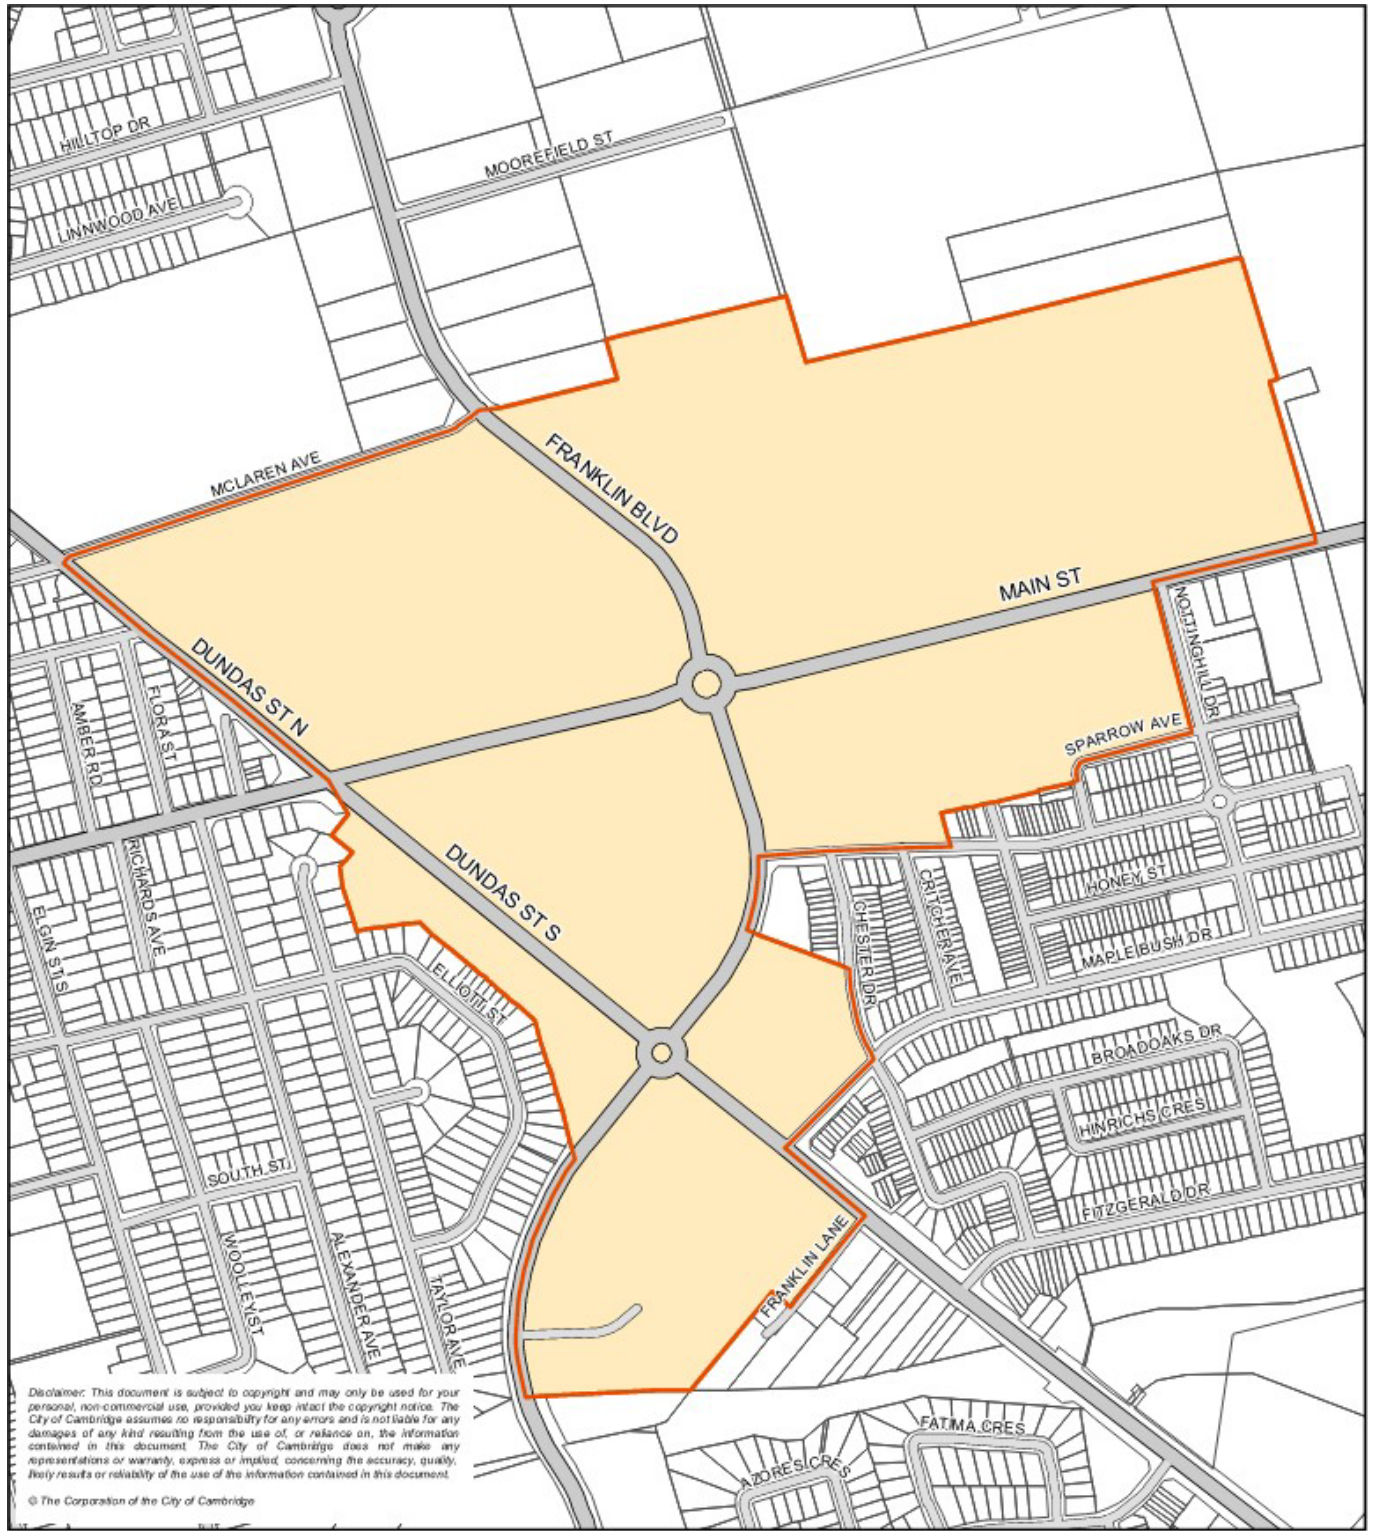 HILLTOP DR
MOOREFIELD ST
LINNWOOD AVE
MCLAREN AVE
FRANKLIN BLVD
MAIN ST
NOTTINGHILL DR
DUNDAS ST N
FLORA ST
AMBER RD
SPARROW AVE
RICHARDS AVE
DUNDAS ST S
HONEY ST
CRITCHER AVE
CHESTER DR
ELGIN ST S
MAPLE BUSH DR
ELLIOTT ST
BROADOAKS DR
HINRICHS CRES
SOUTH ST
FITZGERALD DR
FRANKLIN LANE
WOOLLEY ST
ALEXANDER AVE
TAYLOR AVE
FATIMA CRES
AZORES CRES
Disclaimer: This document is subject to copyright and may only be used for your
personal, non-commercial use, provided you keep intact the copyright notice. The
City of Cambridge assumes no responsibility for any errors and is not liable for any
damages of any kind resulting from the use of, or reliance on, the information
contained in this document. The City of Cambridge does not make any
representations or warranty, express or implied, concerning the accuracy, quality,
likely results or reliability of the use of the information contained in this document.
© The Corporation of the City of Cambridge